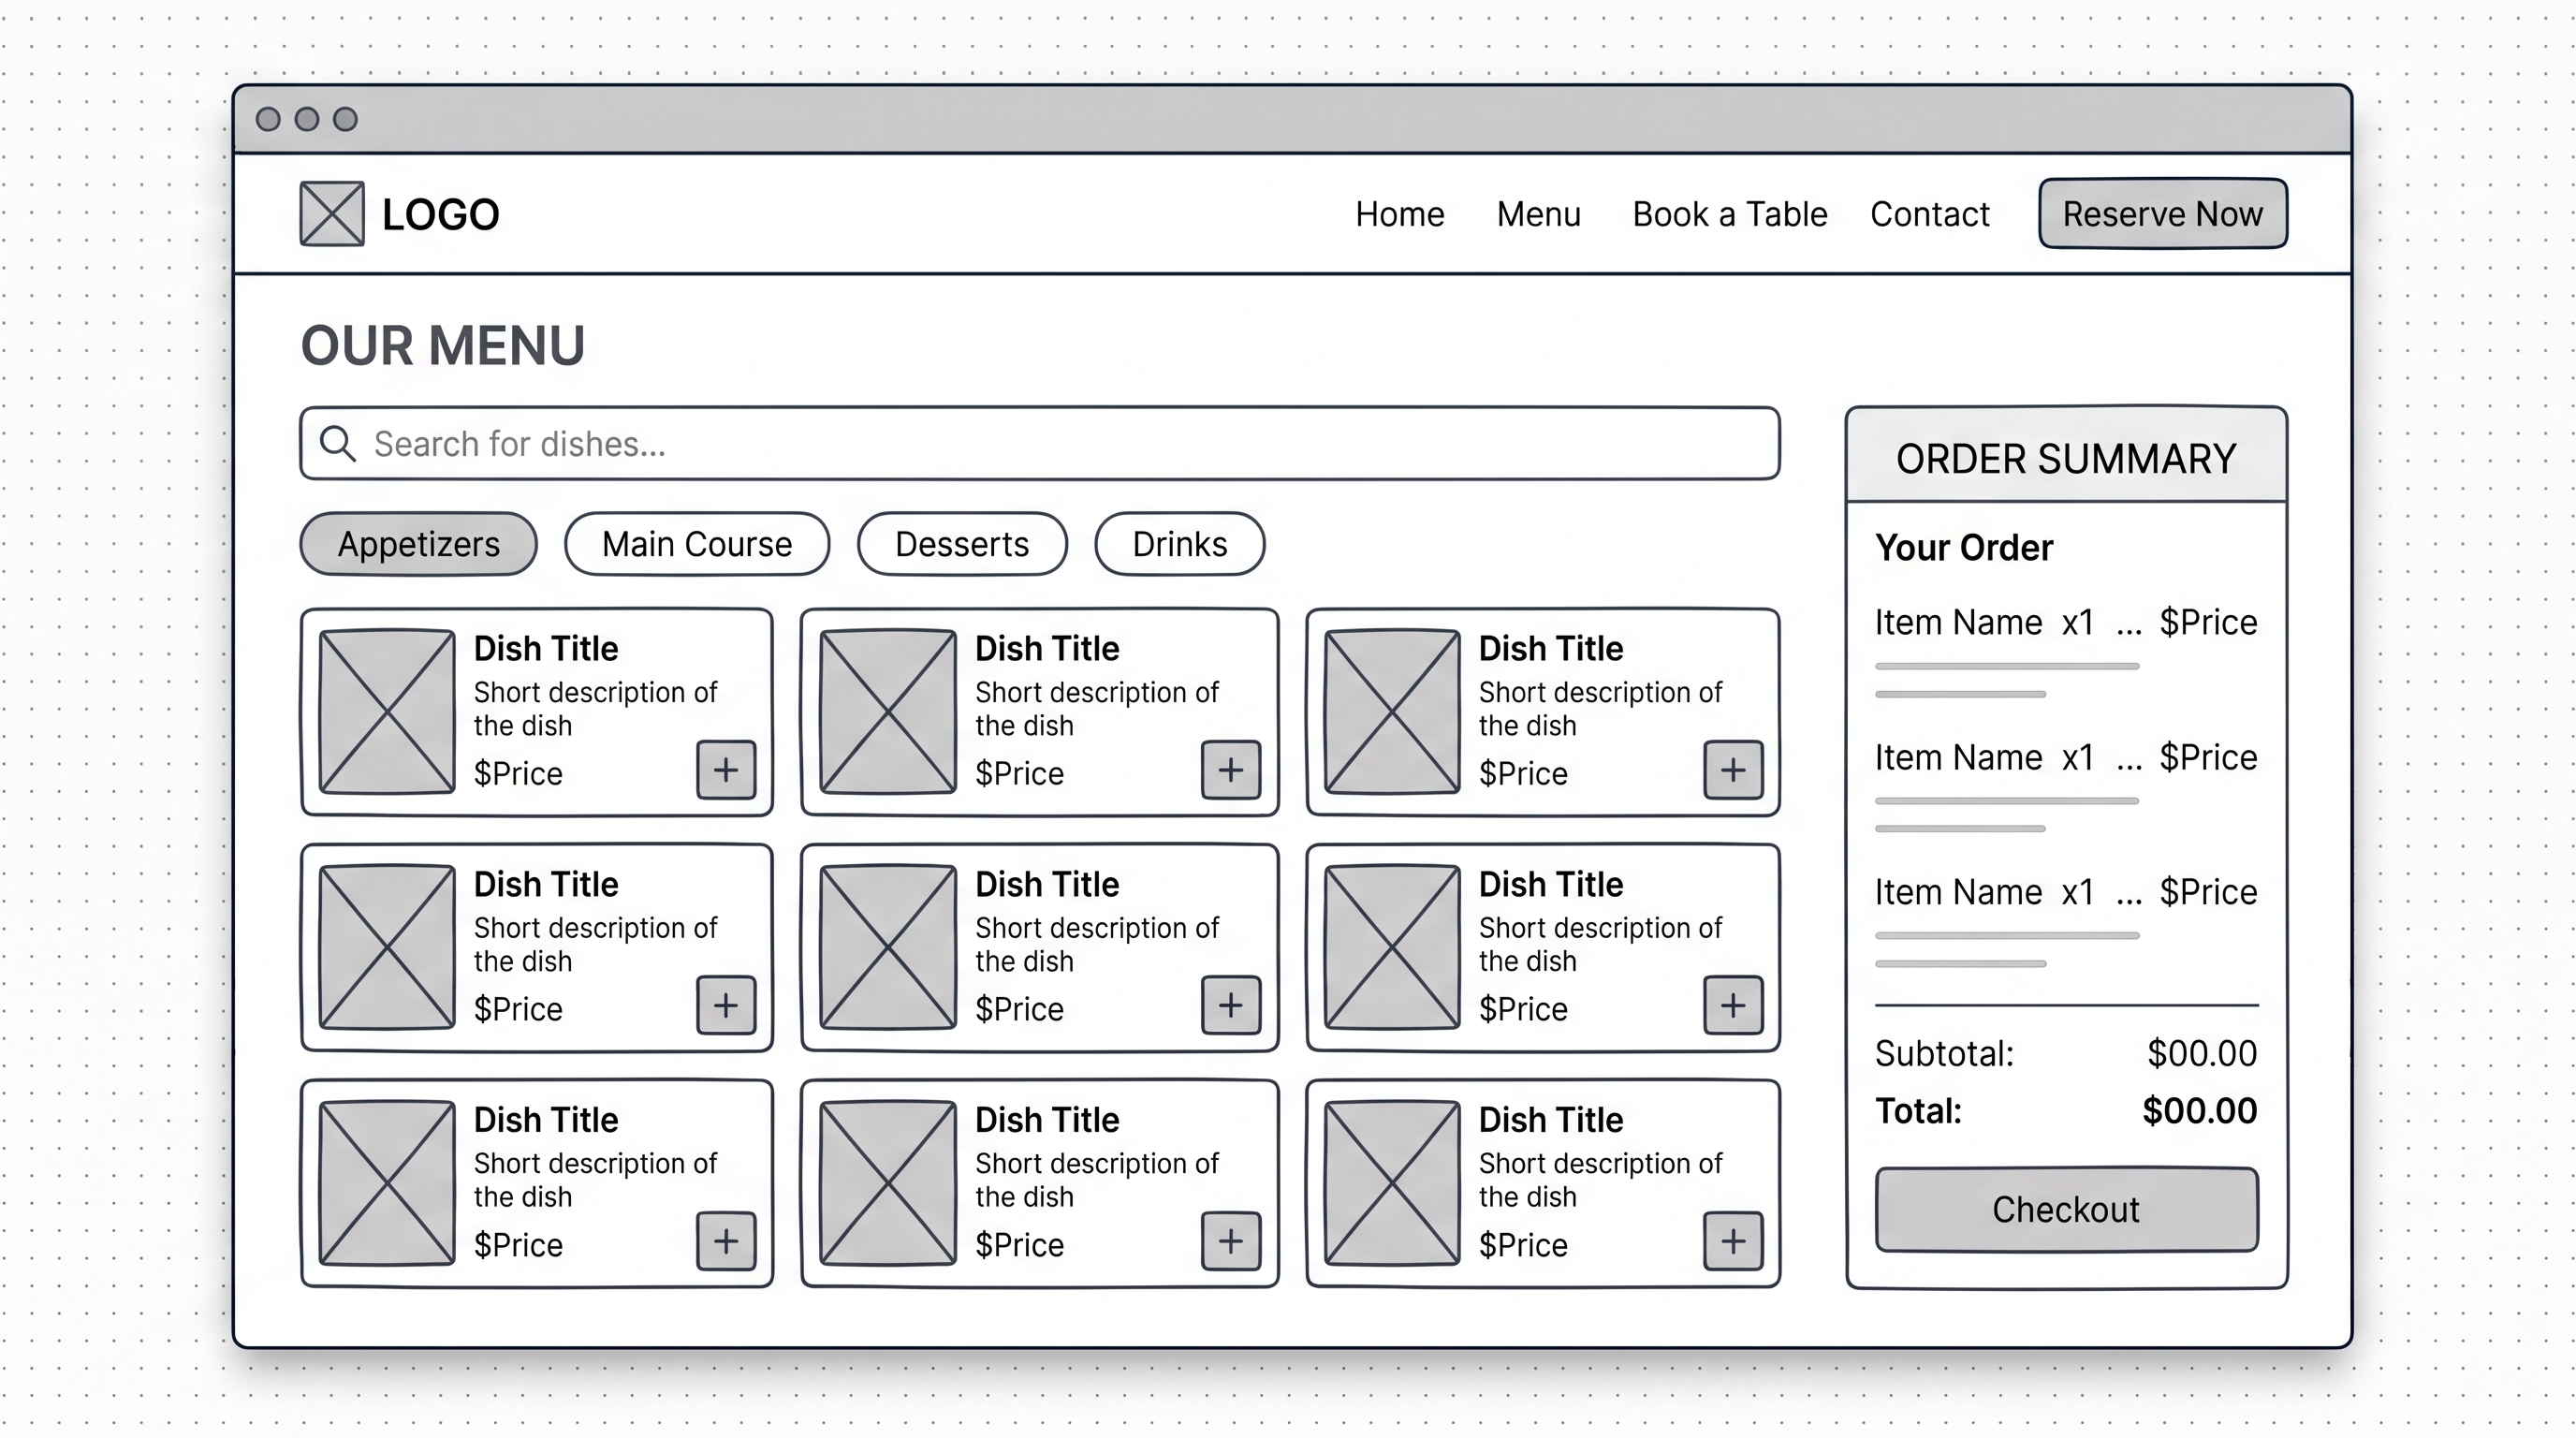 LOGO
Home Menu Book a Table Contact Reserve Now
OUR MENU
Search for dishes...
Appetizers Main Course Desserts Drinks
Dish Title
Short description of
the dish
$Price +
Dish Title
Short description of
the dish
$Price +
Dish Title
Short description of
the dish
$Price +
Dish Title
Short description of
the dish
$Price +
Dish Title
Short description of
the dish
$Price +
Dish Title
Short description of
the dish
$Price +
Dish Title
Short description of
the dish
$Price +
Dish Title
Short description of
the dish
$Price +
Dish Title
Short description of
the dish
$Price +
ORDER SUMMARY
Your Order
Item Name x1 ... $Price
Item Name x1 ... $Price
Item Name x1 ... $Price
Subtotal: $00.00
Total: $00.00
Checkout